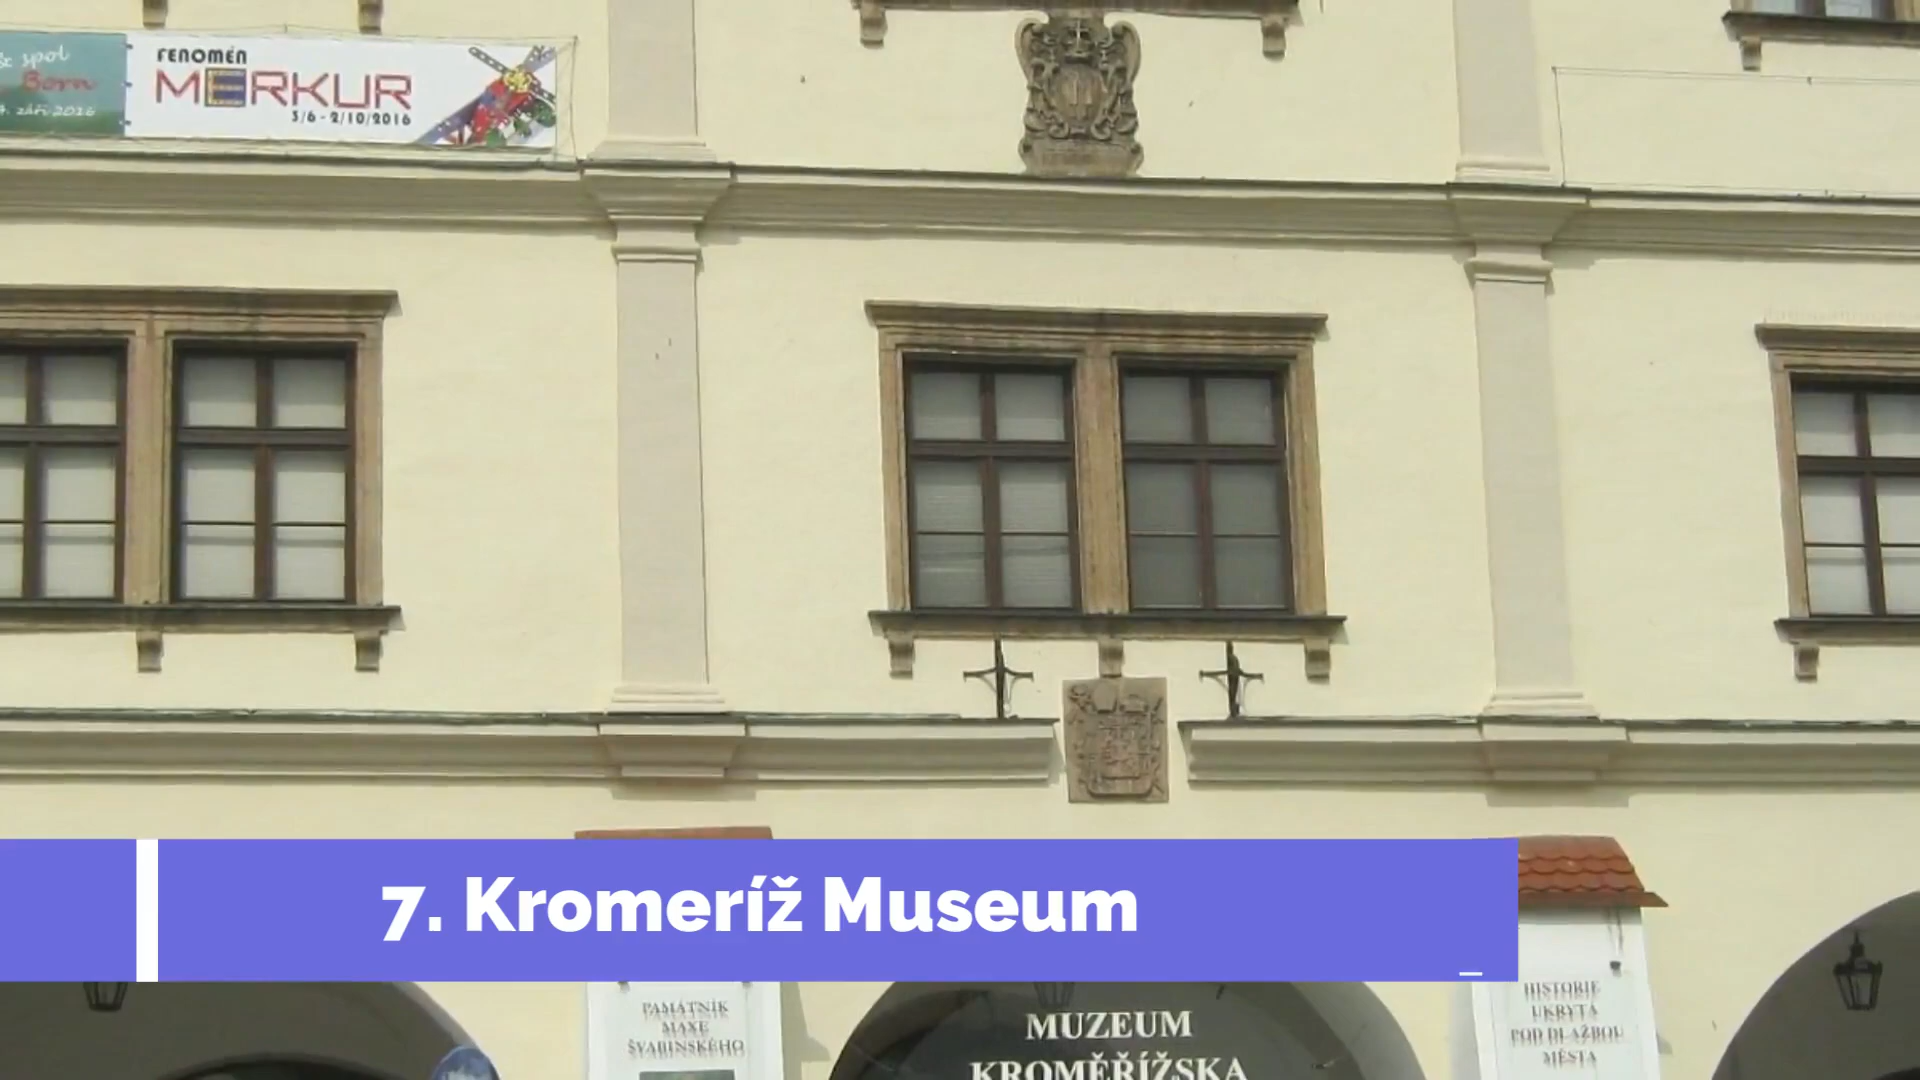 & spol
Born
4. září 2016
FENOMÉN
MERKUR
3/6 - 2/10/2016
7. Kromeríž Museum
PAMÁTNÍK
MAXE
ŠVABINSKÉHO
MUZEUM
KROMĚŘÍŽSKA
HISTORIE
UKRYTÁ
POD DLAŽBOU
MĚSTA